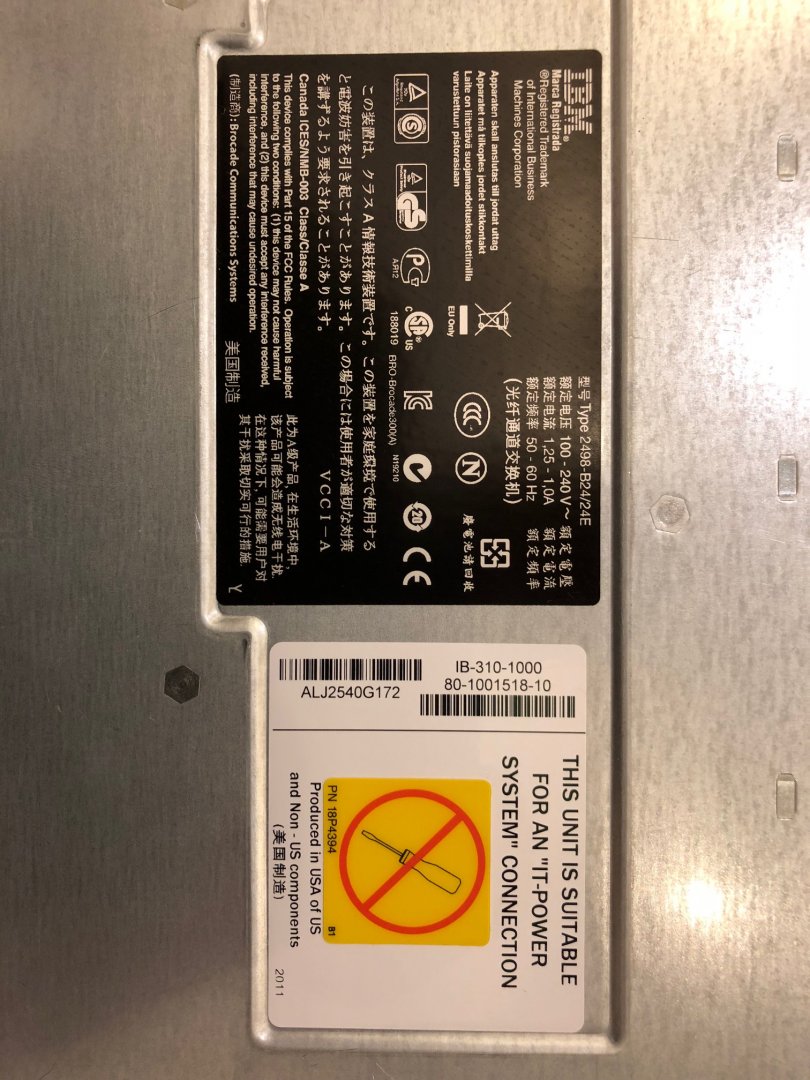 IBM®
Marca Registrada
®Registered Trademark
of International Business
Machines Corporation
型号 Type 2498-B24/24E
额定电压 100 - 240 V～ 額定電壓
额定电流 1,25 - 1,0A 額定電流
额定频率 50 - 60 Hz 額定頻率
(光纤通道交换机)
Apparaten skall anslutas till jordat uttag
Apparatet må tilkoples jordet stikkontakt
Laite on liitettävä suojamaadoituskoskettimilla
varustettuun pistorasiaan
EU Only
CCC
N
廢電池請回收
S
GS
PG
АЯ12
C SP® US
188019
BRO-Brocade300(A)
N19210
20
CE
この装置は、クラスA情報技術装置です。この装置を家庭環境で使用する
と電波妨害を引き起こすことがあります。この場合には使用者が適切な対策
を講ずるよう要求されることがあります。 VCCI-A
Canada ICES/NMB-003 Class/Classe A
This device complies with Part 15 of the FCC Rules. Operation is subject
to the following two conditions: (1) this device may not cause harmful
interference, and (2) this device must accept any interference received,
including interference that may cause undesired operation.
(制造商): Brocade Communications Systems
美国制造
此为A级产品, 在生活环境中,
该产品可能会造成无线电干扰.
在这种情况下, 可能需要用户对
其干扰采取切实可行的措施.
Y
IB-310-1000
80-1001518-10
ALJ2540G172
THIS UNIT IS SUITABLE
FOR AN "IT-POWER
SYSTEM" CONNECTION
PN 18P4394
B1
Produced in USA of US
and Non - US components
(美国制造)
2011